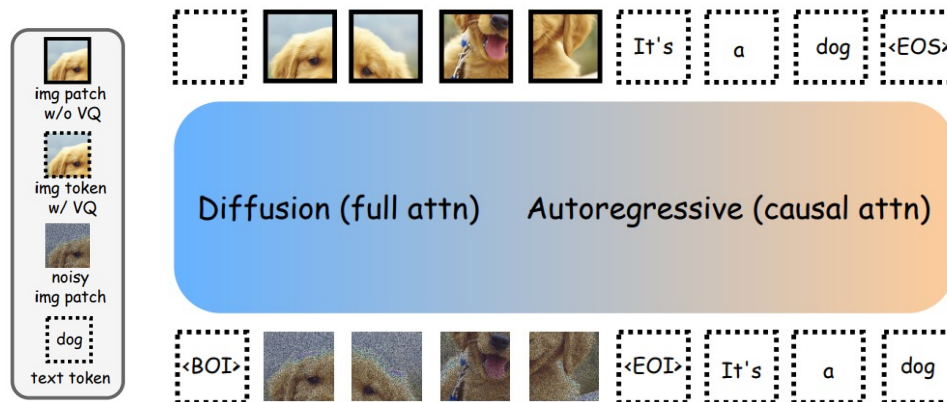 img patch
w/o VQ
img token
w/ VQ
noisy
img patch
dog
text token
It's a dog <EOS>
Diffusion (full attn) Autoregressive (causal attn)
<BOI> <EOI> It's a dog